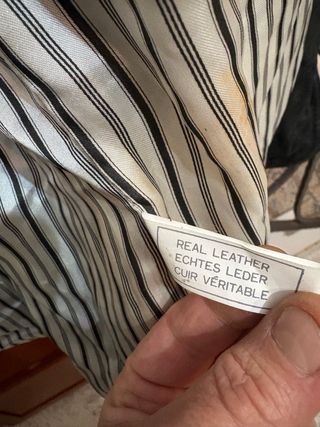 REAL LEATHER
ECHTES LEDER
CUIR VÉRITABLE